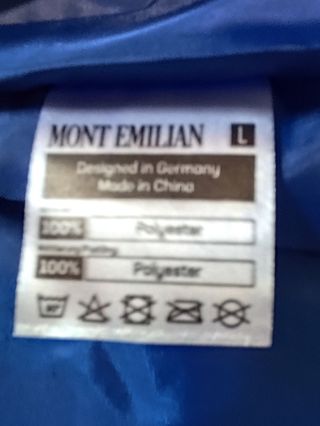 MONT EMILIAN L
Designed in Germany
Made in China
100% Polyester
100% Polyester